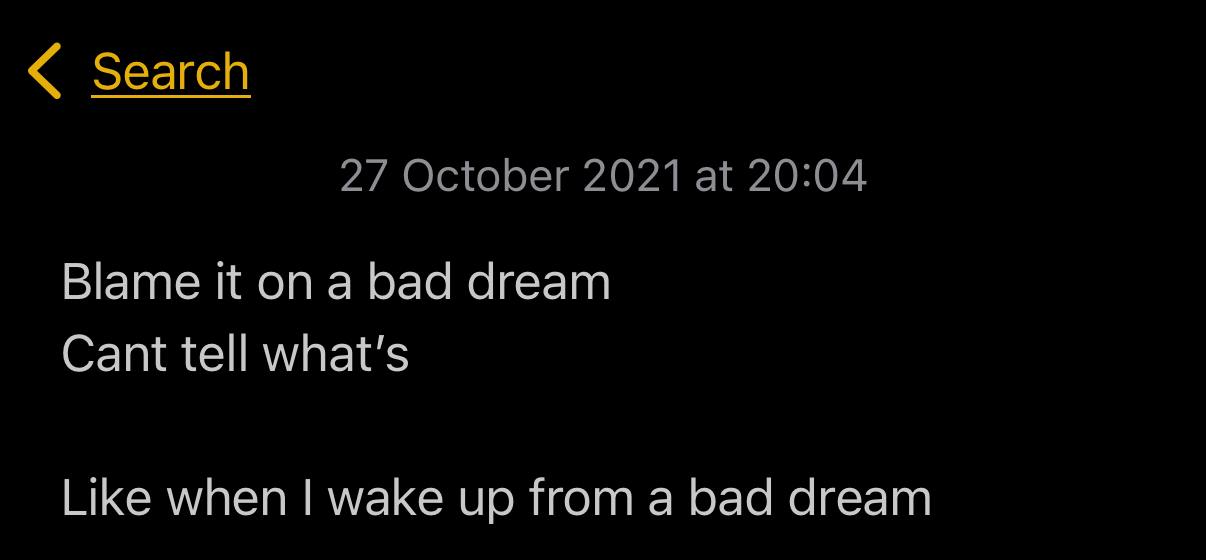 Search
27 October 2021 at 20:04
Blame it on a bad dream
Cant tell what’s
Like when I wake up from a bad dream